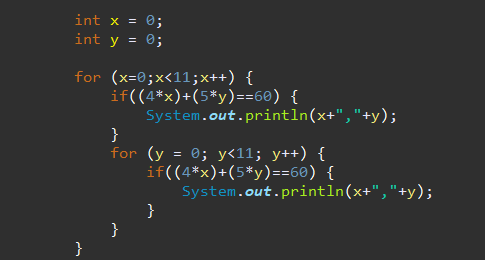 int x = 0;
int y = 0;
for (x=0;x<11;x++) {
if((4*x)+(5*y)==60) {
System.out.println(x+","+y);
}
for (y = 0; y<11; y++) {
if((4*x)+(5*y)==60) {
System.out.println(x+","+y);
}
}
}